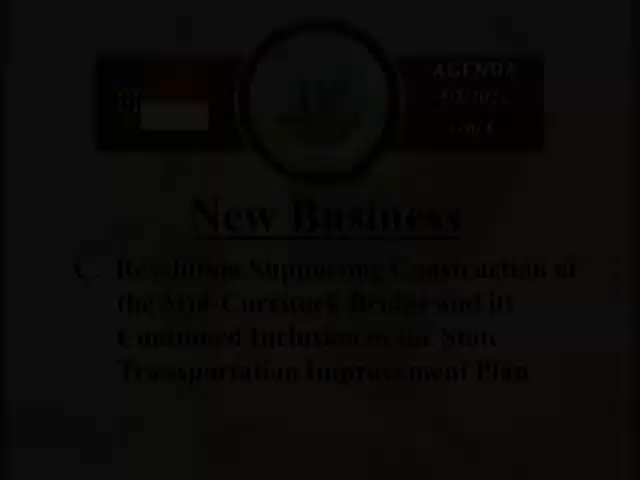 AGENDA
New Business
C. Resolution Supporting Construction of
the Mid-Currituck Bridge and its
Continued Inclusion in the State
Transportation Improvement Plan